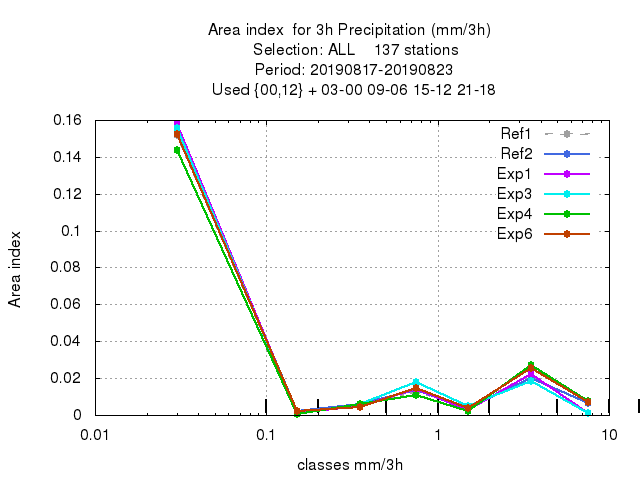 Area index  for 3h Precipitation (mm/3h)
Selection: ALL    137 stations
Period: 20190817-20190823
Used {00,12} + 03-00 09-06 15-12 21-18
0.16
0.14
0.12
0.1
0.08
0.06
0.04
0.02
0
Area index
Ref1
Ref2
Exp1
Exp3
Exp4
Exp6
0.01
0.1
1
10
classes mm/3h